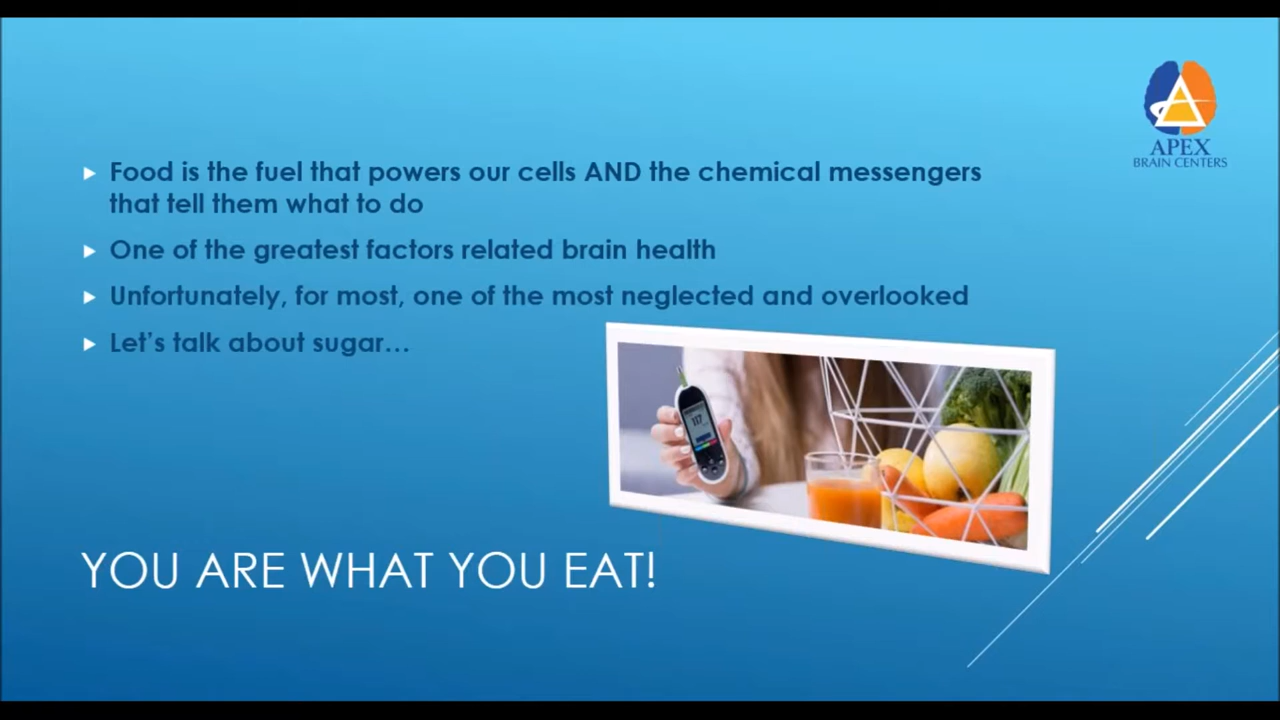 APEX
BRAIN CENTERS
Food is the fuel that powers our cells AND the chemical messengers
that tell them what to do
One of the greatest factors related brain health
Unfortunately, for most, one of the most neglected and overlooked
Let's talk about sugar...
117
YOU ARE WHAT YOU EAT!